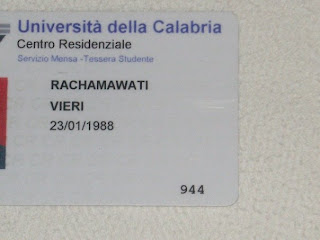 Università della Calabria
Centro Residenziale
Servizio Mensa -Tessera Studente
RACHAMAWATI
VIERI
23/01/1988
944